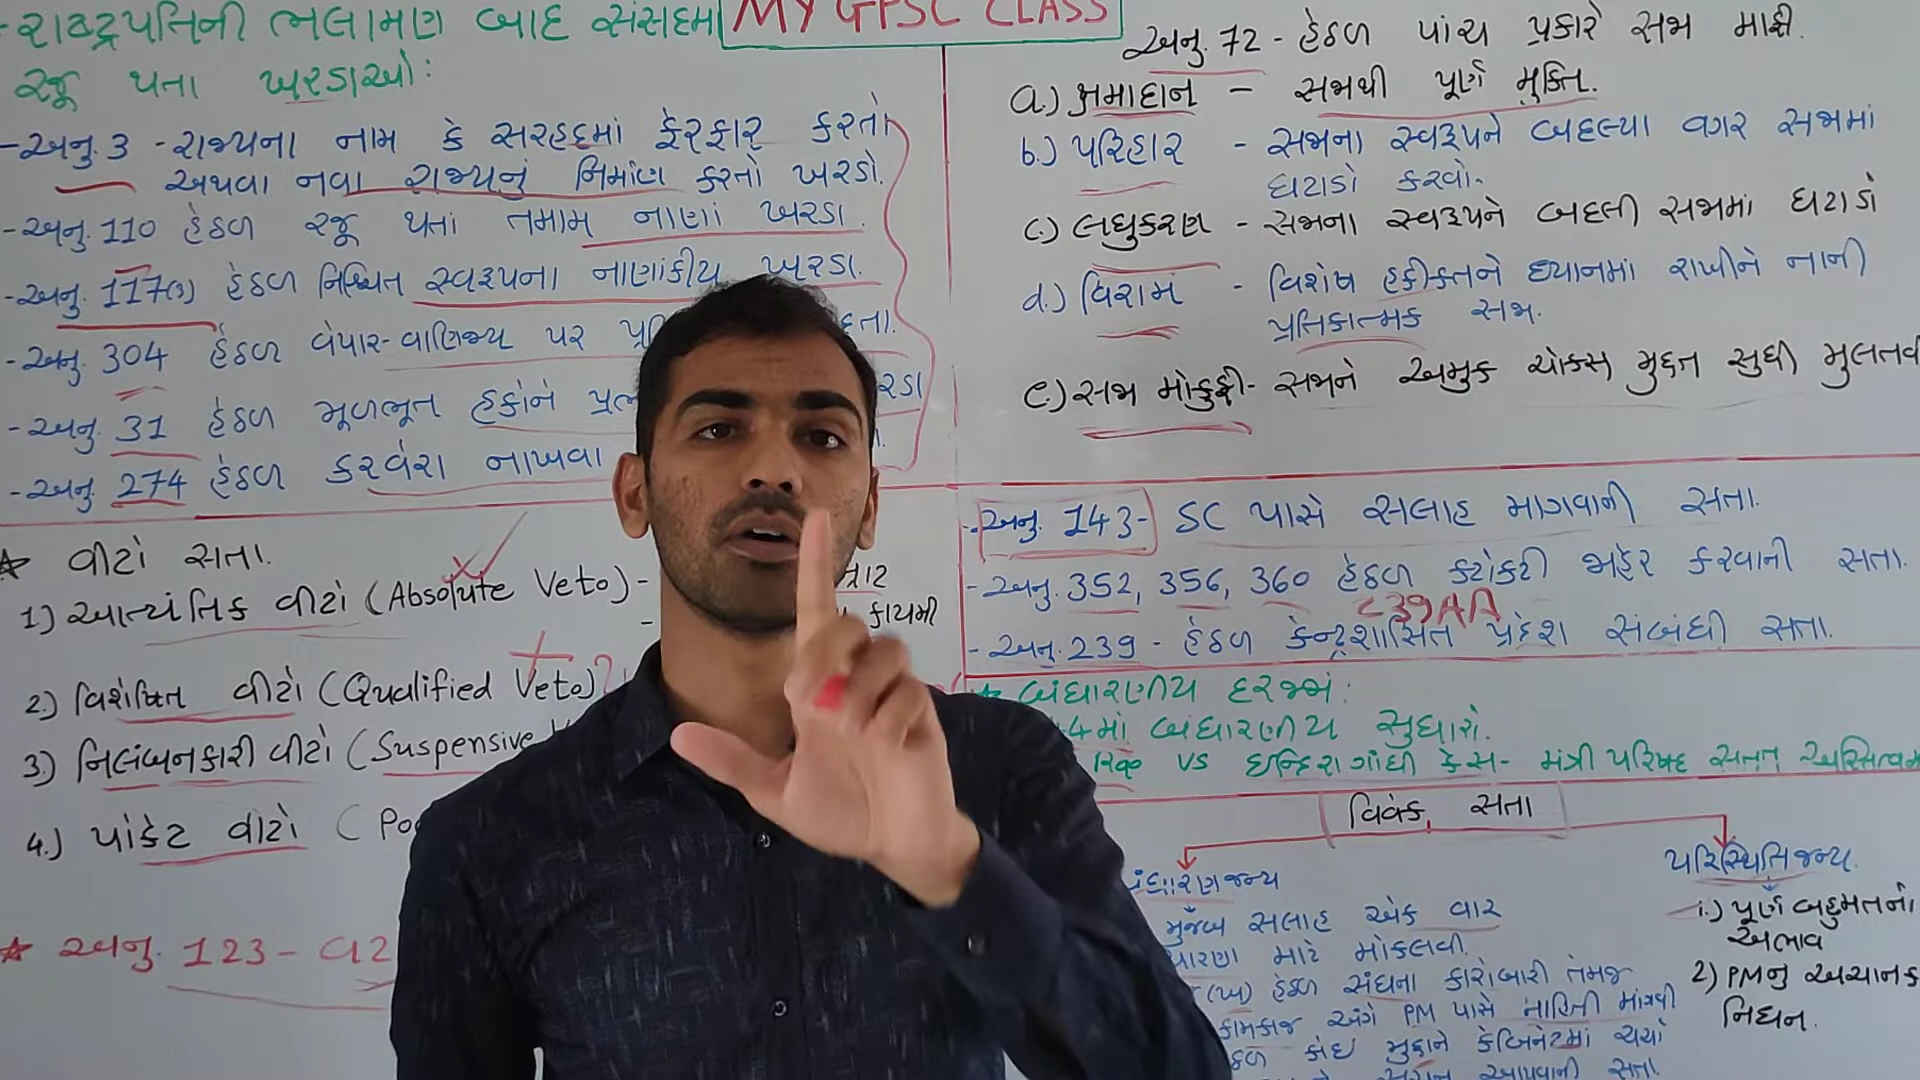 MY GPSC CLASS
- રાષ્ટ્રપતિની ભલામણ બાદ સંસદમાં
રજૂ થતા ખરડાઓ:
- અનુ. 3 - રાજ્યના નામ કે સરહદમાં ફેરફાર કરતો
અથવા નવા રાજ્યનું નિર્માણ કરતો ખરડો.
- અનુ. 110 હેઠળ રજૂ થતાં તમામ નાણાં ખરડા.
- અનુ. 117(3) હેઠળ નિશ્ચિત સ્વરૂપના નાણાંકીય ખરડા.
- અનુ. 304 હેઠળ વેપાર-વાણિજ્ય પર
- અનુ. 31 હેઠળ મૂળભૂત હકોને
- અનુ. 274 હેઠળ કરવેરા નાખવા
★ વીટો સતા.
1) આત્યંતિક વીટો (Absolute Veto) -
કાયમી
2.) વિશેષિત વીટો (Qualified Veto)
3.) નિલંબનકારી વીટો (Suspensive
4.) પોકેટ વીટો (
★ અનુ. 123 -
અનુ. 72 - હેઠળ પાંચ પ્રકારે સજા માફી.
a.) ક્ષમાદાન - સજાથી પૂર્ણ મુક્તિ.
b.) પરિહાર - સજાના સ્વરૂપને બદલ્યા વગર સજામાં
ઘટાડો કરવો.
c.) લઘુકરણ - સજાના સ્વરૂપને બદલી સજામાં ઘટાડો
d.) વિરામ - વિશેષ હકીકતને ધ્યાનમાં રાખીને નાની
પ્રતિકાત્મક સજા.
e.) સજા મોકુફી - સજાને અમુક ચોક્સ મુદ્દત સુધી મુલતવી
- અનુ. 143 - SC પાસે સલાહ માગવાની સતા.
- અનુ. 352, 356, 360 હેઠળ કટોકટી જાહેર કરવાની સતા.
239AA
- અનુ. 239 - હેઠળ કેન્દ્રશાસિત પ્રદેશ સંબંધી સતા.
★ બંધારણીય દરજ્જો:
બંધારણીય સુધારો.
VS ઇન્દિરા ગાંધી કેસ - મંત્રી પરિષદ સતત
વિવેક સતા
મુજબ સલાહ એક વાર
માટે મોકલવી.
(ખ) હેઠળ સંઘના કારોબારી તેમજ
કામકાજ અંગે PM પાસે માહિતી માંગવી
કોઇ મુદ્દાને કેબિનેટમાં ચર્ચા
આપવાની સતા.
પરિસ્થિતિજન્ય.
1.) પૂર્ણ બહુમતનો
અભાવ
2) PMનુ અચાનક
નિધન.